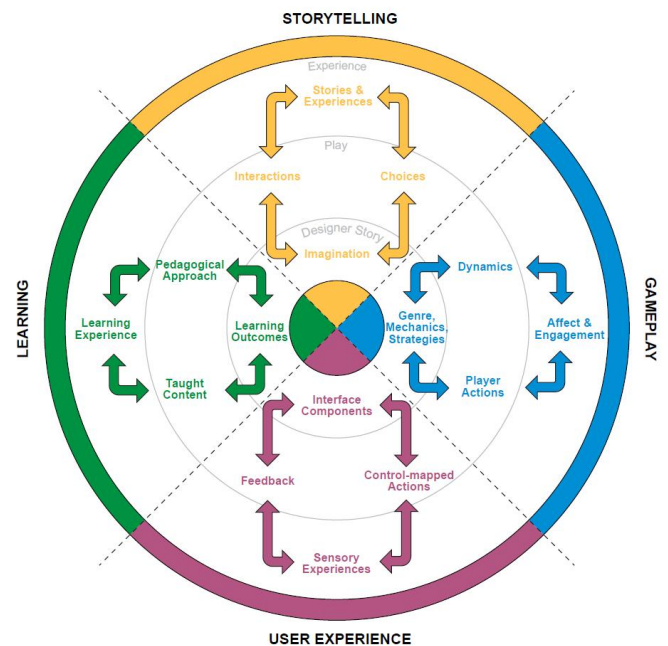 STORYTELLING
Experience
Stories &
Experiences
Play
Interactions
Choices
Designer Story
Imagination
LEARNING
Pedagogical
Approach
Learning
Experience
Learning
Outcomes
Taught
Content
GAMEPLAY
Dynamics
Genre,
Mechanics,
Strategies
Affect &
Engagement
Player
Actions
Interface
Components
Feedback
Control-mapped
Actions
Sensory
Experiences
USER EXPERIENCE